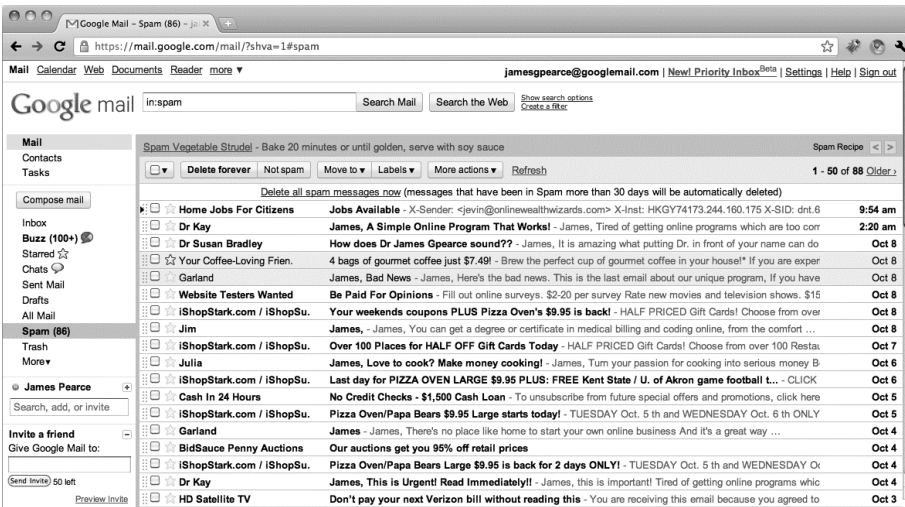 Google Mail - Spam (86) - ja
https://mail.google.com/mail/?shva=1#spam
Mail Calendar Web Documents Reader more ▼
jamesgpearce@googlemail.com | New! Priority Inbox Beta | Settings | Help | Sign out
Google mail
in:spam
Search Mail
Search the Web
Show search options
Create a filter
Mail
Contacts
Tasks
Compose mail
Inbox
Buzz (100+)
Starred
Chats
Sent Mail
Drafts
All Mail
Spam (86)
Trash
More▾
James Pearce
Search, add, or invite
Invite a friend
Give Google Mail to:
Send Invite 50 left
Preview Invite
Spam Vegetable Strudel - Bake 20 minutes or until golden, serve with soy sauce
Spam Recipe < >
Delete forever Not spam Move to ▾ Labels ▾ More actions ▾ Refresh
1 - 50 of 88 Older ›
Delete all spam messages now (messages that have been in Spam more than 30 days will be automatically deleted)
Home Jobs For Citizens Jobs Available - X-Sender: <jevin@onlinewealthwizards.com> X-Inst: HKGY74173.244.160.175 X-SID: dnt.6 9:54 am
Dr Kay James, A Simple Online Program That Works! - James, Tired of getting online programs which are too com 2:20 am
Dr Susan Bradley How does Dr James Gpearce sound?? - James, It is amazing what putting Dr. in front of your name can do Oct 8
Your Coffee-Loving Frien. 4 bags of gourmet coffee just $7.49! - Brew the perfect cup of gourmet coffee in your house!* If you are exper Oct 8
Garland James, Bad News - James, Here's the bad news. This is the last email about our unique program, If you have Oct 8
Website Testers Wanted Be Paid For Opinions - Fill out online surveys. $2-20 per survey Rate new movies and television shows. $15 Oct 8
iShopStark.com / iShopSu. Your weekends coupons PLUS Pizza Oven's $9.95 is back! - HALF PRICED Gift Cards! Choose from over Oct 8
Jim James, - James, You can get a degree or certificate in medical billing and coding online, from the comfort ... Oct 8
iShopStark.com / iShopSu. Over 100 Places for HALF OFF Gift Cards Today - HALF PRICED Gift Cards! Choose from over 100 Restau Oct 7
Julia James, Love to cook? Make money cooking! - James, Turn your passion for cooking into serious money B Oct 6
iShopStark.com / iShopSu. Last day for PIZZA OVEN LARGE $9.95 PLUS: FREE Kent State / U. of Akron game football t... - CLICK Oct 6
Cash In 24 Hours No Credit Checks - $1,500 Cash Loan - To unsubscribe from future special offers and promotions, click here Oct 5
iShopStark.com / iShopSu. Pizza Oven/Papa Bears $9.95 Large starts today! - TUESDAY Oct. 5 th and WEDNESDAY Oct. 6 th ONLY Oct 5
Garland James - James, There's no place like home to start your own online business And it's a great way ... Oct 4
BidSauce Penny Auctions Our auctions get you 95% off retail prices Oct 4
iShopStark.com / iShopSu. Pizza Oven/Papa Bears Large $9.95 is back for 2 days ONLY! - TUESDAY Oct. 5 th and WEDNESDAY Oct Oct 4
Dr Kay James, This is Urgent! Read Immediately!! - James, this is important! Tired of getting online programs whic Oct 4
HD Satellite TV Don't pay your next Verizon bill without reading this - You are receiving this email because you agreed to Oct 3